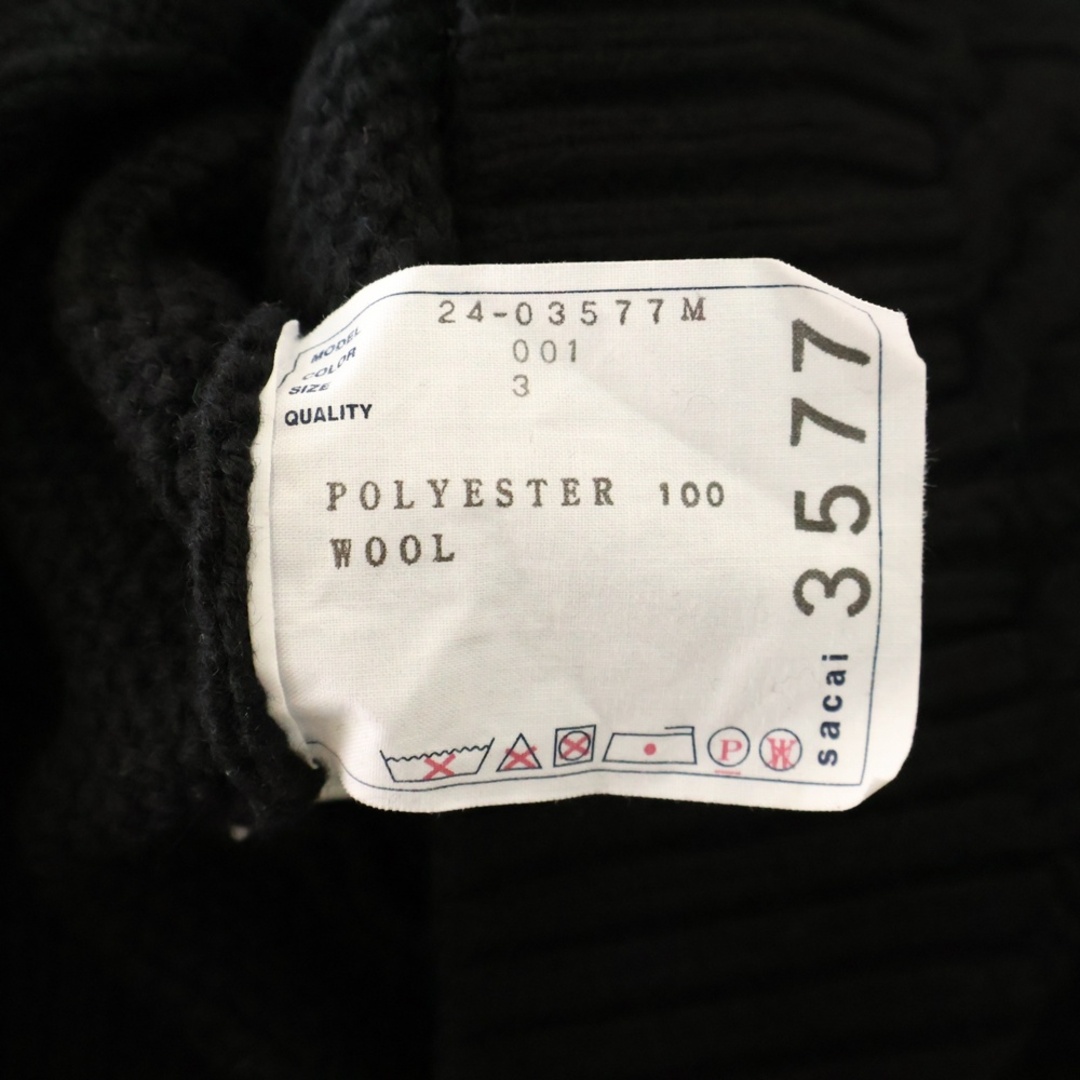 MODEL 24-03577M
COLOR 001
SIZE 3
QUALITY
POLYESTER 100
WOOL
P
W
sacai 3577